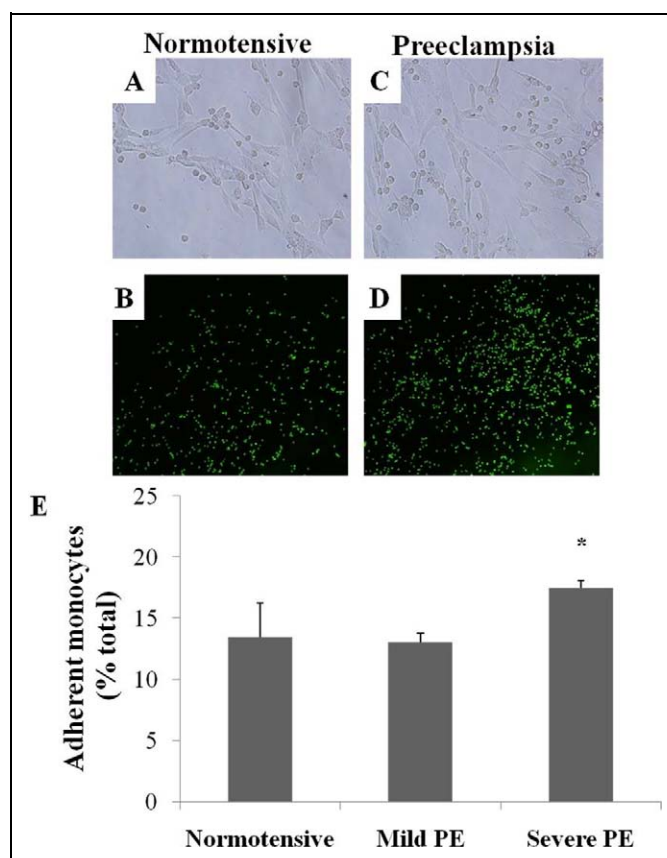 Normotensive
Preeclampsia
A
C
B
D
E
Adherent monocytes
(% total)
25
20
15
10
5
0
*
Normotensive
Mild PE
Severe PE